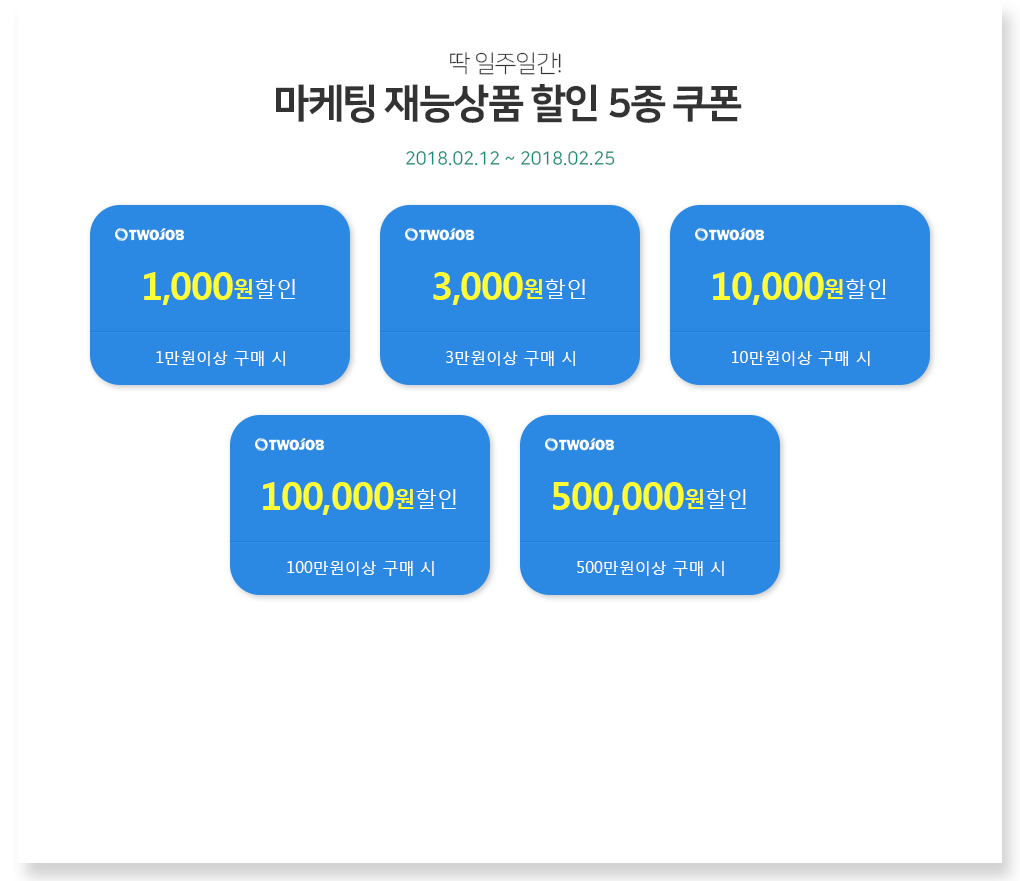 딱 일주일간!
마케팅 재능상품 할인 5종 쿠폰
2018.02.12 ~ 2018.02.25
OTWOJOB
1,000원할인
1만원이상 구매 시
OTWOJOB
3,000원할인
3만원이상 구매 시
OTWOJOB
10,000원할인
10만원이상 구매 시
OTWOJOB
100,000원할인
100만원이상 구매 시
OTWOJOB
500,000원할인
500만원이상 구매 시